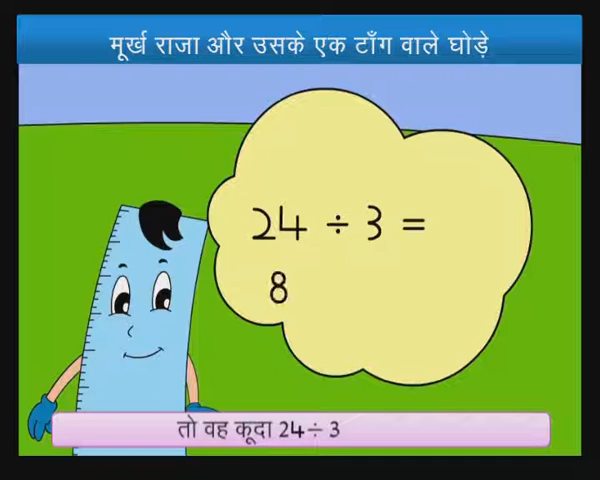 मूर्ख राजा और उसके एक टाँग वाले घोड़े
24 ÷ 3 =
8
तो वह कूदा 24÷ 3